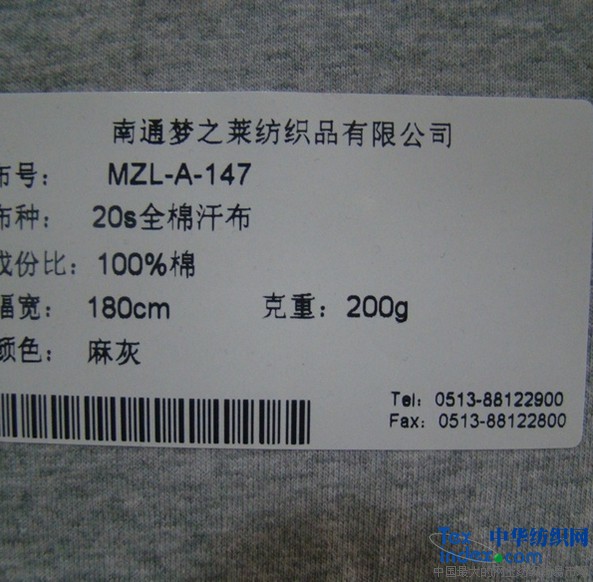 南通梦之莱纺织品有限公司
布号： MZL-A-147
布种： 20s全棉汗布
成份比：100%棉
幅宽： 180cm 克重：200g
颜色： 麻灰
Tel: 0513-88122900
Fax: 0513-88122800
中华纺织网
Index.com